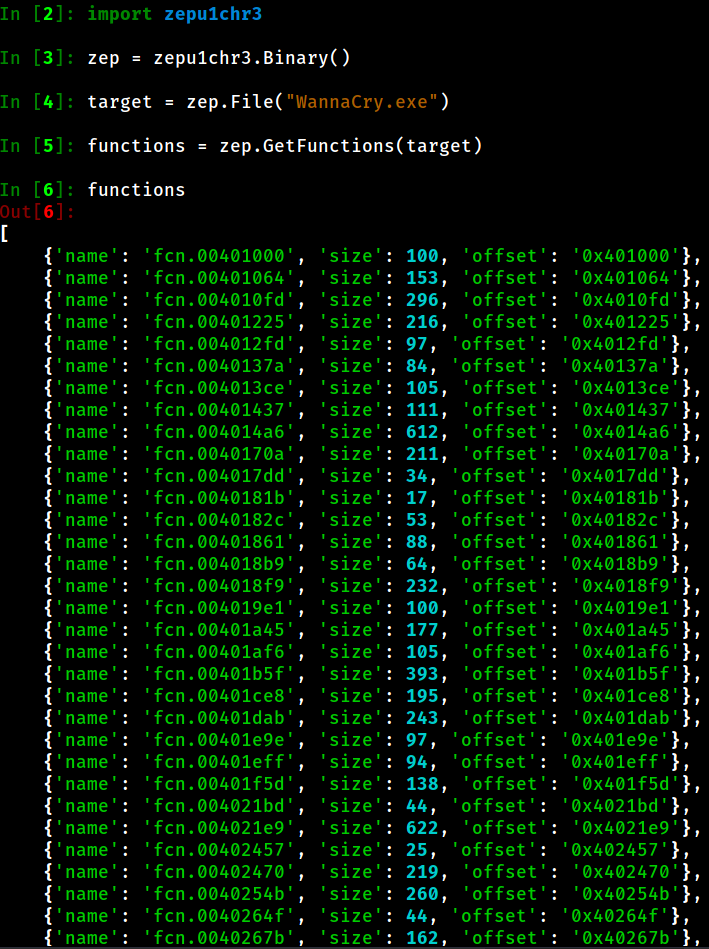 In [2]: import zepu1chr3
In [3]: zep = zepu1chr3.Binary()
In [4]: target = zep.File("WannaCry.exe")
In [5]: functions = zep.GetFunctions(target)
In [6]: functions
Out[6]:
[
{'name': 'fcn.00401000', 'size': 100, 'offset': '0x401000'},
{'name': 'fcn.00401064', 'size': 153, 'offset': '0x401064'},
{'name': 'fcn.004010fd', 'size': 296, 'offset': '0x4010fd'},
{'name': 'fcn.00401225', 'size': 216, 'offset': '0x401225'},
{'name': 'fcn.004012fd', 'size': 97, 'offset': '0x4012fd'},
{'name': 'fcn.0040137a', 'size': 84, 'offset': '0x40137a'},
{'name': 'fcn.004013ce', 'size': 105, 'offset': '0x4013ce'},
{'name': 'fcn.00401437', 'size': 111, 'offset': '0x401437'},
{'name': 'fcn.004014a6', 'size': 612, 'offset': '0x4014a6'},
{'name': 'fcn.0040170a', 'size': 211, 'offset': '0x40170a'},
{'name': 'fcn.004017dd', 'size': 34, 'offset': '0x4017dd'},
{'name': 'fcn.0040181b', 'size': 17, 'offset': '0x40181b'},
{'name': 'fcn.0040182c', 'size': 53, 'offset': '0x40182c'},
{'name': 'fcn.00401861', 'size': 88, 'offset': '0x401861'},
{'name': 'fcn.004018b9', 'size': 64, 'offset': '0x4018b9'},
{'name': 'fcn.004018f9', 'size': 232, 'offset': '0x4018f9'},
{'name': 'fcn.004019e1', 'size': 100, 'offset': '0x4019e1'},
{'name': 'fcn.00401a45', 'size': 177, 'offset': '0x401a45'},
{'name': 'fcn.00401af6', 'size': 105, 'offset': '0x401af6'},
{'name': 'fcn.00401b5f', 'size': 393, 'offset': '0x401b5f'},
{'name': 'fcn.00401ce8', 'size': 195, 'offset': '0x401ce8'},
{'name': 'fcn.00401dab', 'size': 243, 'offset': '0x401dab'},
{'name': 'fcn.00401e9e', 'size': 97, 'offset': '0x401e9e'},
{'name': 'fcn.00401eff', 'size': 94, 'offset': '0x401eff'},
{'name': 'fcn.00401f5d', 'size': 138, 'offset': '0x401f5d'},
{'name': 'fcn.004021bd', 'size': 44, 'offset': '0x4021bd'},
{'name': 'fcn.004021e9', 'size': 622, 'offset': '0x4021e9'},
{'name': 'fcn.00402457', 'size': 25, 'offset': '0x402457'},
{'name': 'fcn.00402470', 'size': 219, 'offset': '0x402470'},
{'name': 'fcn.0040254b', 'size': 260, 'offset': '0x40254b'},
{'name': 'fcn.0040264f', 'size': 44, 'offset': '0x40264f'},
{'name': 'fcn.0040267b', 'size': 162, 'offset': '0x40267b'},